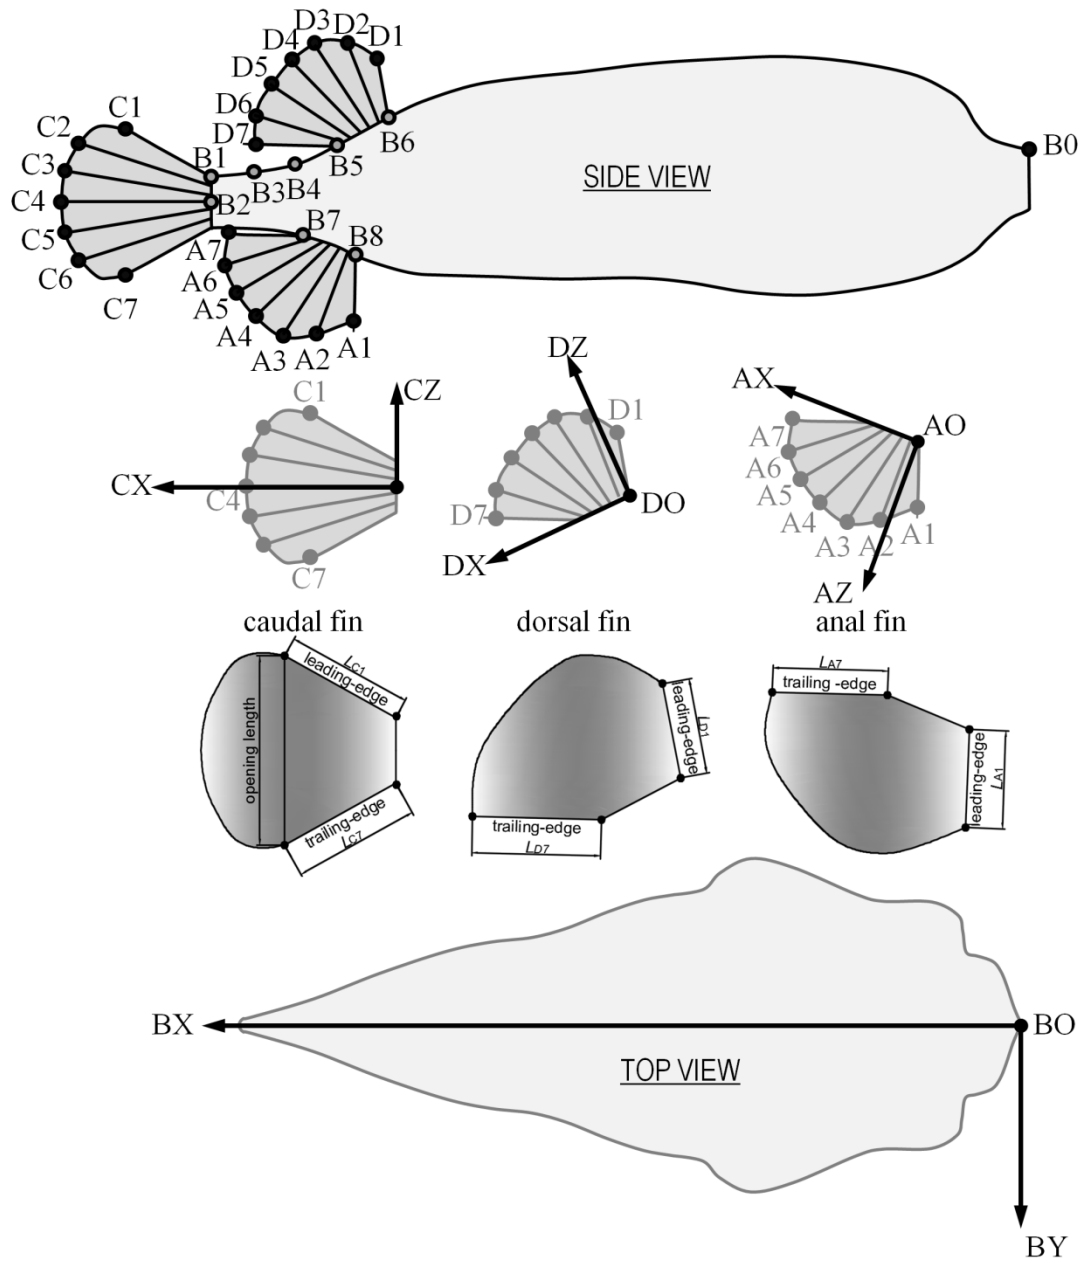 D3
D2
D4
D1
D5
D6
C1
D7
C2
B6
B0
C3
B1
B5
B3
B4
SIDE VIEW
C4
B2
B7
C5
A7
B8
C6
A6
C7
A5
A4
A1
A3
A2
DZ
CZ
AX
C1
D1
AO
A7
CX
C4
A6
DO
D7
A5
A4
A1
A3
A2
C7
DX
AZ
caudal fin
dorsal fin
anal fin
LC1
leading-edge
opening length
trailing-edge
LC7
leading-edge
LD1
trailing-edge
LD7
LA7
trailing -edge
leading-edge
LA1
BX
BO
TOP VIEW
BY